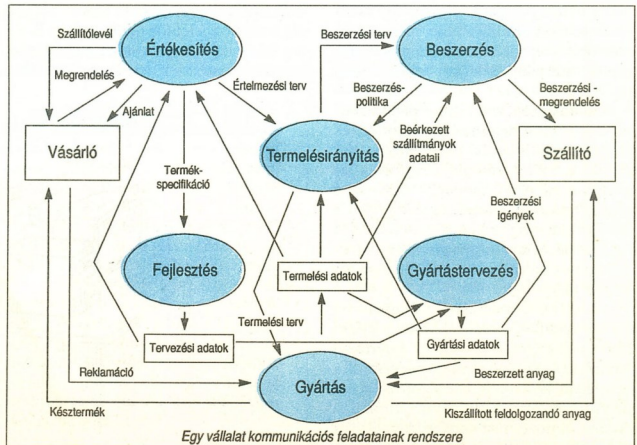 Szállítólevél
Értékesítés
Beszerzési terv
Beszerzés
Megrendelés
Ajánlat
Értelmezési terv
Beszerzés-
politika
Beszerzési -
megrendelés
Vásárló
Termelésirányítás
Beérkezett
szállítmányok
adataii
Szállító
Termék-
specifikáció
Beszerzési
igények
Fejlesztés
Termelési adatok
Gyártástervezés
Termelési terv
Tervezési adatok
Gyártási adatok
Reklamáció
Gyártás
Beszerzett anyag
Késztermék
Kiszállított feldolgozandó anyag
Egy vállalat kommunikációs feladatainak rendszere